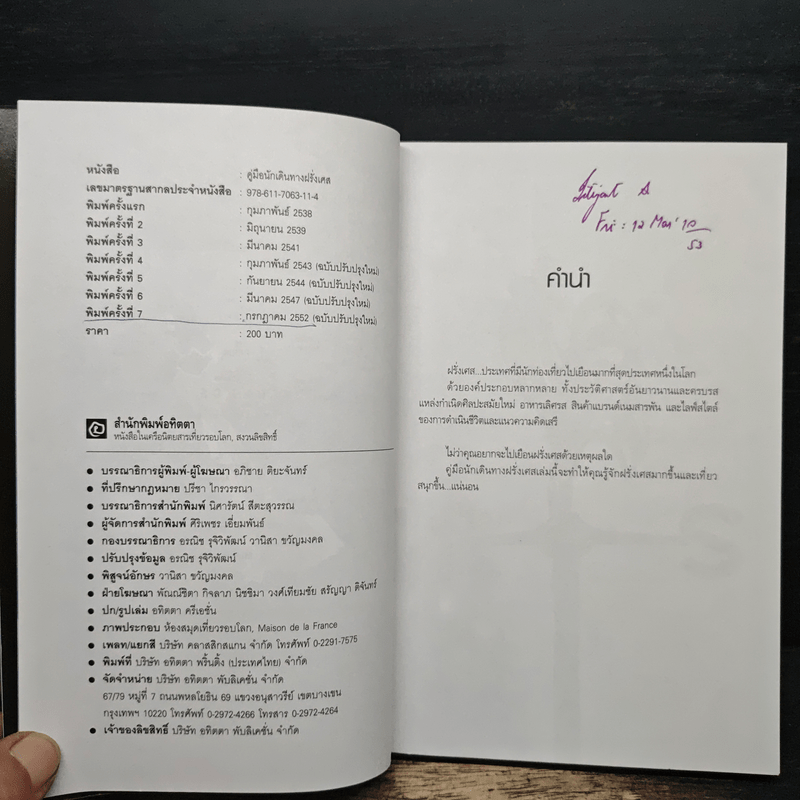 หนังสือ : คู่มือนักเดินทางฝรั่งเศส
เลขมาตรฐานสากลประจำหนังสือ : 978-611-7063-11-4
พิมพ์ครั้งแรก : กุมภาพันธ์ 2538
พิมพ์ครั้งที่ 2 : มิถุนายน 2539
พิมพ์ครั้งที่ 3 : มีนาคม 2541
พิมพ์ครั้งที่ 4 : กุมภาพันธ์ 2543 (ฉบับปรับปรุงใหม่)
พิมพ์ครั้งที่ 5 : กันยายน 2544 (ฉบับปรับปรุงใหม่)
พิมพ์ครั้งที่ 6 : มีนาคม 2547 (ฉบับปรับปรุงใหม่)
พิมพ์ครั้งที่ 7 : กรกฎาคม 2552 (ฉบับปรับปรุงใหม่)
ราคา : 200 บาท
สำนักพิมพ์อทิตตา
หนังสือในเครือนิตยสารเที่ยวรอบโลก, สงวนลิขสิทธิ์
● บรรณาธิการผู้พิมพ์-ผู้โฆษณา อภิชาย ติยะจันทร์
● ที่ปรึกษากฎหมาย ปรีชา ไกรวรรณา
● บรรณาธิการสำนักพิมพ์ นิศารัตน์ สีตะสุวรรณ
● ผู้จัดการสำนักพิมพ์ ศิริเพชร เอี่ยมพันธ์
● กองบรรณาธิการ อรณิช รุจิวิพัฒน์ วานิสา ขวัญมงคล
● ปรับปรุงข้อมูล อรณิช รุจิวิพัฒน์
● พิสูจน์อักษร วานิสา ขวัญมงคล
● ฝ่ายโฆษณา พัณณ์ชิตา กิจลาภ นิชชิมา วงศ์เทียมชัย สรัญญา ดีจันทร์
● ปก/รูปเล่ม อทิตตา ครีเอชั่น
● ภาพประกอบ ห้องสมุดเที่ยวรอบโลก, Maison de la France
● เพลท/แยกสี บริษัท คลาสสิกสแกน จำกัด โทรศัพท์ 0-2291-7575
● พิมพ์ที่ บริษัท อทิตตา พริ้นติ้ง (ประเทศไทย) จำกัด
● จัดจำหน่าย บริษัท อทิตตา พับลิเคชั่น จำกัด
67/79 หมู่ที่ 7 ถนนพหลโยธิน 69 แขวงอนุสาวรีย์ เขตบางเขน
กรุงเทพฯ 10220 โทรศัพท์ 0-2972-4266 โทรสาร 0-2972-4264
● เจ้าของลิขสิทธิ์ บริษัท อทิตตา พับลิเคชั่น จำกัด
Fri : 12 Mar' 10
53
คำนำ
ฝรั่งเศส...ประเทศที่มีนักท่องเที่ยวไปเยือนมากที่สุดประเทศหนึ่งในโลก
ด้วยองค์ประกอบหลากหลาย ทั้งประวัติศาสตร์อันยาวนานและครบรส
แหล่งกำเนิดศิลปะสมัยใหม่ อาหารเลิศรส สินค้าแบรนด์เนมสารพัน และไลฟ์สไตล์
ของการดำเนินชีวิตและแนวความคิดเสรี
ไม่ว่าคุณอยากจะไปเยือนฝรั่งเศสด้วยเหตุผลใด
คู่มือนักเดินทางฝรั่งเศสเล่มนี้จะทำให้คุณรู้จักฝรั่งเศสมากขึ้นและเที่ยว
สนุกขึ้น...แน่นอน